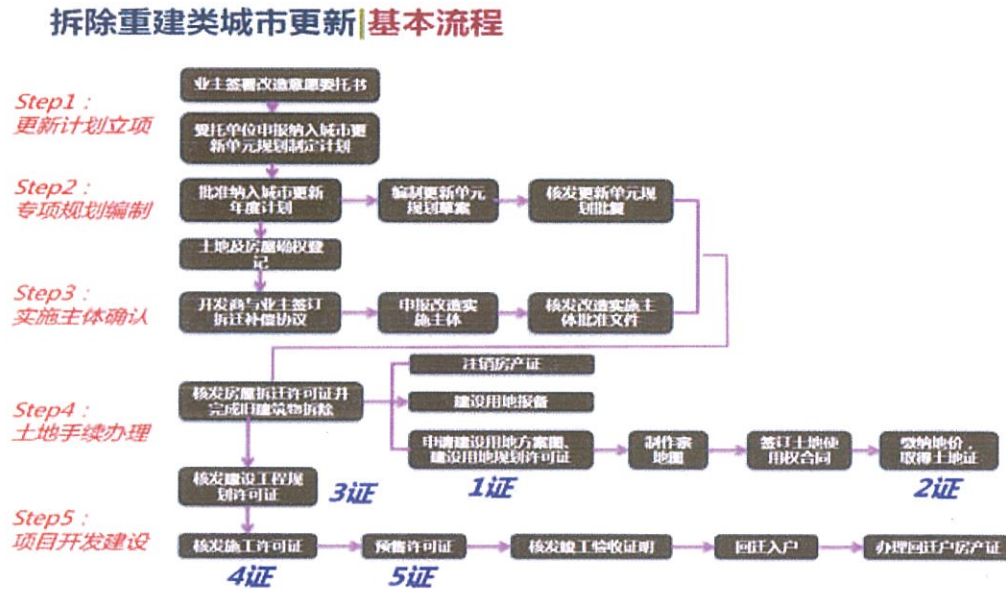 拆除重建类城市更新|基本流程
Step1：
更新计划立项
业主签署改造意愿委托书
委托单位申报纳入城市更
新单元规划制定计划
Step2：
专项规划编制
批准纳入城市更新
年度计划
编制更新单元
规划草案
核发更新单元规
划批复
土地及房屋确权登
记
Step3：
实施主体确认
开发商与业主签订
拆迁补偿协议
申报改造实
施主体
核发改造实施主
体批准文件
注销房产证
Step4：
土地手续办理
核发房屋拆迁许可证并
完成旧建筑物拆除
建设用地报备
申请建设用地方案图、
建设用地规划许可证
制作宗
地图
签订土地使
用权合同
缴纳地价，
取得土地证
核发建设工程规
划许可证
3证
1证
2证
Step5：
项目开发建设
核发施工许可证
预售许可证
核发竣工验收证明
回迁入户
办理回迁户房产证
4证
5证